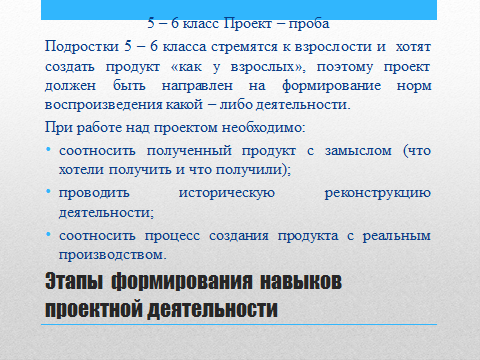 5 – 6 класс Проект – проба
Подростки 5 – 6 класса стремятся к взрослости и хотят
создать продукт «как у взрослых», поэтому проект
должен быть направлен на формирование норм
воспроизведения какой – либо деятельности.
При работе над проектом необходимо:
• соотносить полученный продукт с замыслом (что
хотели получить и что получили);
• проводить историческую реконструкцию
деятельности;
• соотносить процесс создания продукта с реальным
производством.
Этапы формирования навыков
проектной деятельности